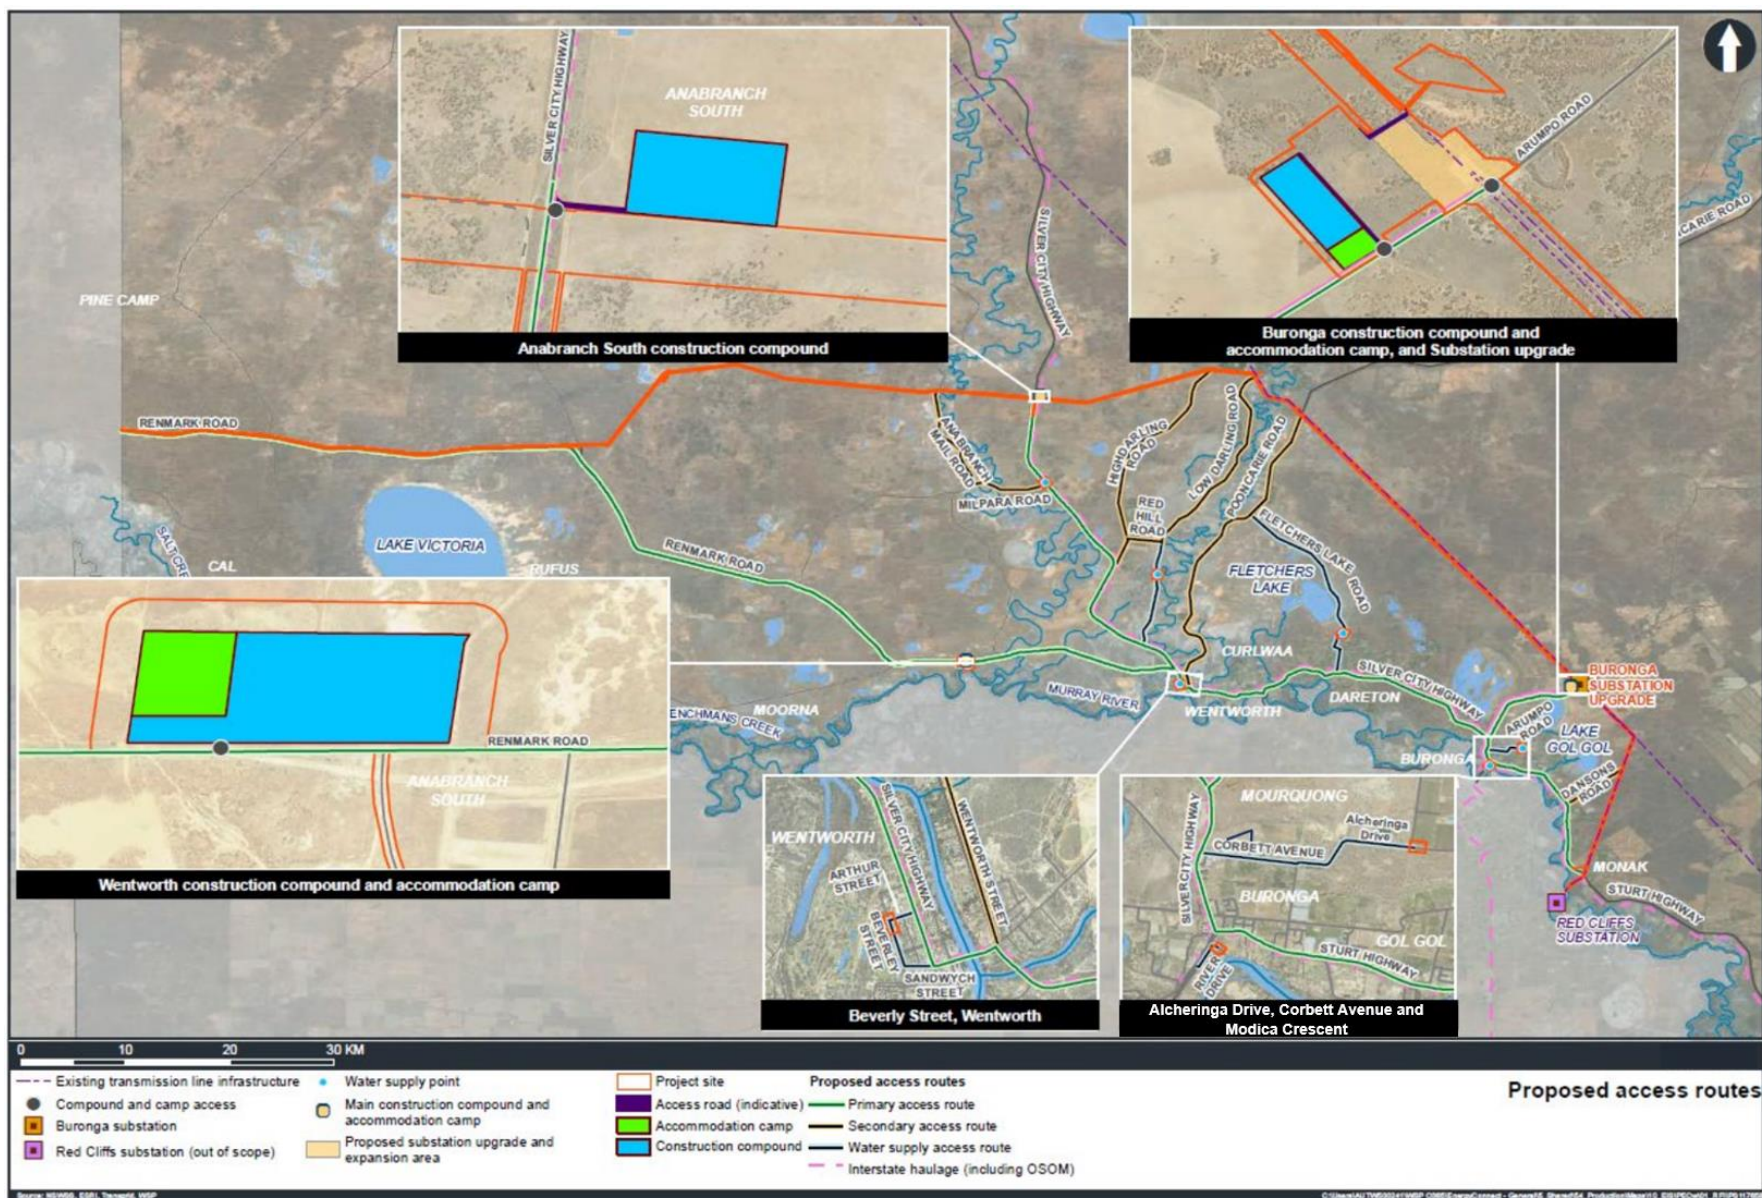 SILVER CITY HIGHWAY
ANABRANCH
SOUTH
Anabranch South construction compound
ARUMPO ROAD
Buronga construction compound and
accommodation camp, and Substation upgrade
CARIE ROAD
PINE CAMP
SILVER CITY HIGHWAY
RENMARK ROAD
ANABRANCH
MAIL ROAD
MILPARA ROAD
HIGH DARLING
ROAD
LOW DARLING ROAD
POONCARIE ROAD
RED
HILL
ROAD
FLETCHERS LAKE ROAD
FLETCHERS
LAKE
LAKE VICTORIA
SALT CRE
CAL
RUFUS
RENMARK ROAD
CURLWAA
SILVER CITY HIGHWAY
MURRAY RIVER
WENTWORTH
DARETON
MOORNA
ENCHMANS CREEK
BURONGA
SUBSTATION
UPGRADE
ARUMPO
ROAD
LAKE
GOL GOL
BURONGA
DANSONS
ROAD
MONAK
STURT HIGHWAY
RED CLIFFS
SUBSTATION
RENMARK ROAD
ANABRANCH
SOUTH
Wentworth construction compound and accommodation camp
WENTWORTH
SILVER CITY HIGHWAY
WENTWORTH STREET
ARTHUR
STREET
BEVERLEY
STREET
SANDWYCH
STREET
Beverly Street, Wentworth
SILVER CITY HIGHWAY
MOURQUONG
Alcheringa
Drive
CORBETT AVENUE
BURONGA
GOL GOL
STURT HIGHWAY
RIVER
DRIVE
Alcheringa Drive, Corbett Avenue and
Modica Crescent
0 10 20 30 KM
Existing transmission line infrastructure
Compound and camp access
Buronga substation
Red Cliffs substation (out of scope)
Water supply point
Main construction compound and
accommodation camp
Proposed substation upgrade and
expansion area
Project site
Access road (indicative)
Accommodation camp
Construction compound
Proposed access routes
Primary access route
Secondary access route
Water supply access route
Interstate haulage (including OSOM)
Proposed access routes